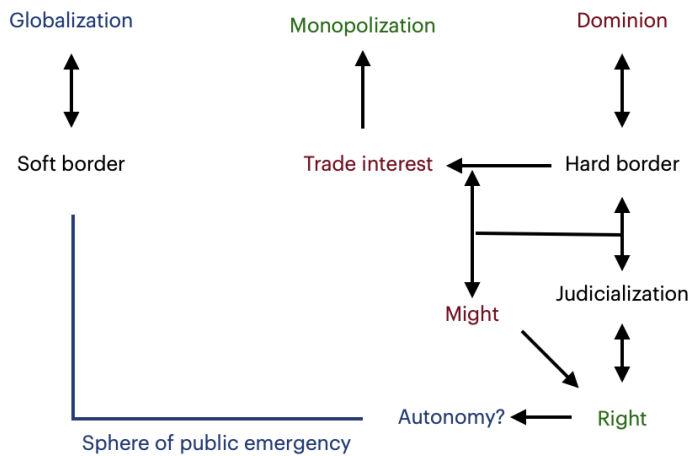 Globalization
Monopolization
Dominion
Soft border
Trade interest
Hard border
Judicialization
Might
Autonomy?
Right
Sphere of public emergency